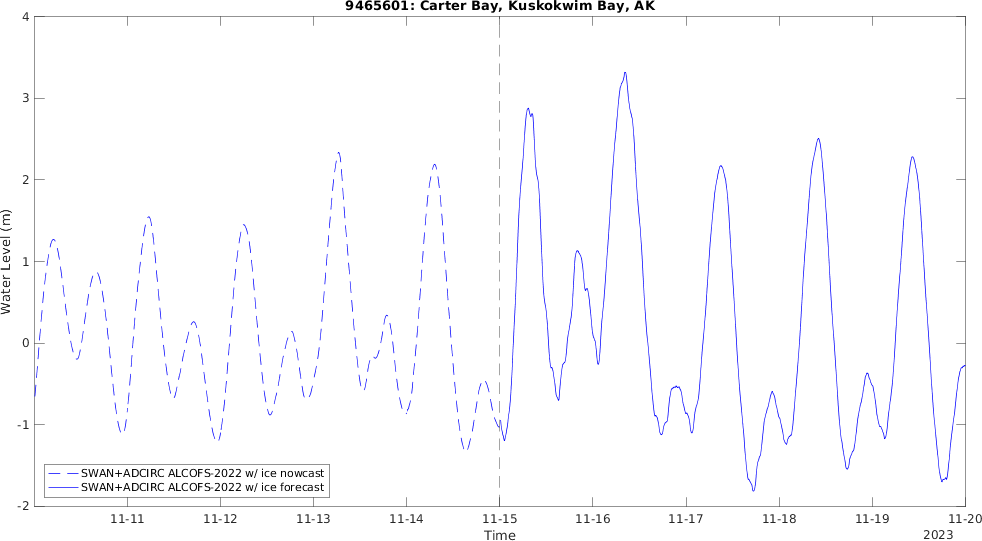 9465601: Carter Bay, Kuskokwim Bay, AK
4
3
2
1
0
-1
-2
Water Level (m)
SWAN+ADCIRC ALCOFS-2022 w/ ice nowcast
SWAN+ADCIRC ALCOFS-2022 w/ ice forecast
11-11 11-12 11-13 11-14 11-15 11-16 11-17 11-18 11-19 11-20
Time
2023